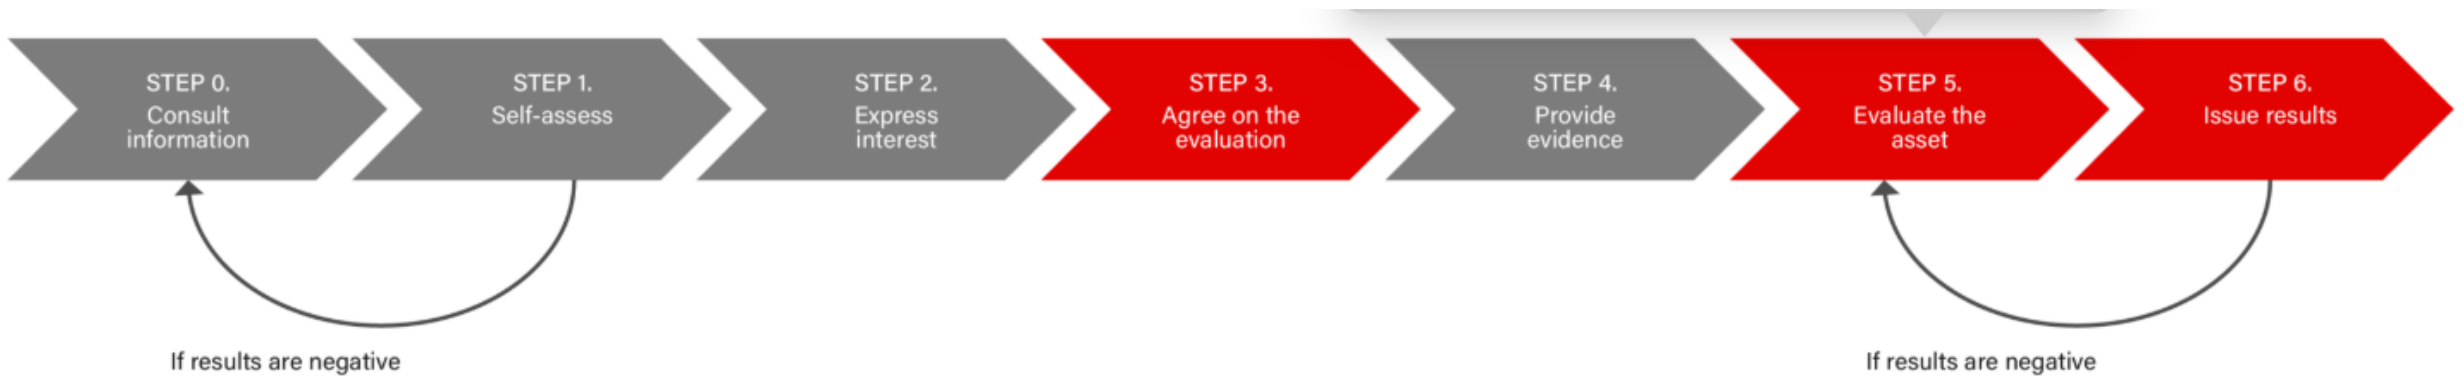 STEP 0.
Consult
information
STEP 1.
Self-assess
STEP 2.
Express
interest
STEP 3.
Agree on the
evaluation
STEP 4.
Provide
evidence
STEP 5.
Evaluate the
asset
STEP 6.
Issue results
If results are negative
If results are negative